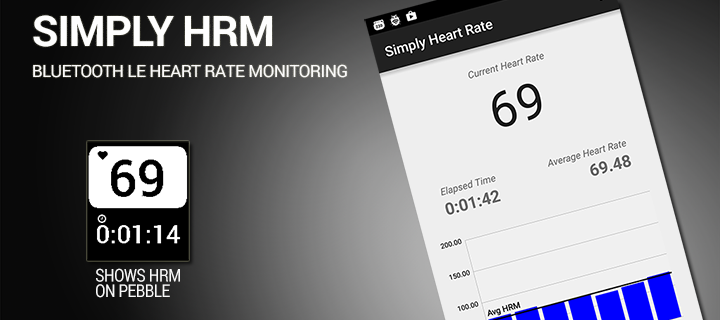 SIMPLY HRM
BLUETOOTH LE HEART RATE MONITORING
69
0:01:14
SHOWS HRM
ON PEBBLE
Simply Heart Rate
Current Heart Rate
69
Elapsed Time
0:01:42
Average Heart Rate
69.48
200.00
150.00
100.00
Avg HRM